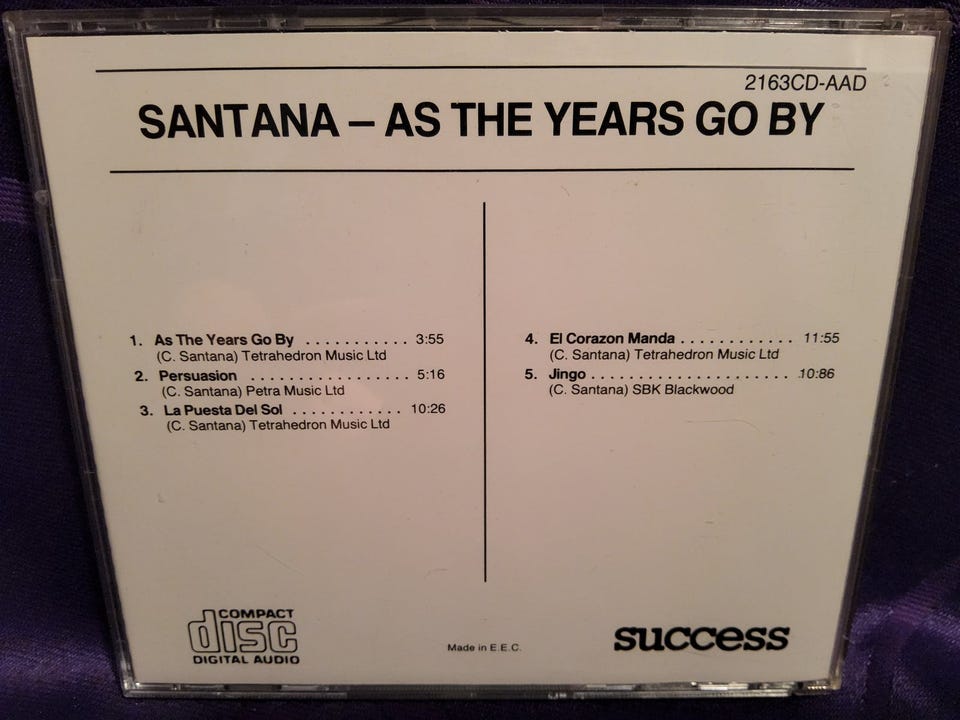 2163CD-AAD
SANTANA – AS THE YEARS GO BY
1. As The Years Go By . . . . . . . . . . . 3:55
(C. Santana) Tetrahedron Music Ltd
2. Persuasion . . . . . . . . . . . . . . . . . 5:16
(C. Santana) Petra Music Ltd
3. La Puesta Del Sol . . . . . . . . . . . . 10:26
(C. Santana) Tetrahedron Music Ltd
4. El Corazon Manda . . . . . . . . . . . . 11:55
(C. Santana) Tetrahedron Music Ltd
5. Jingo . . . . . . . . . . . . . . . . . . . . . . 10:86
(C. Santana) SBK Blackwood
COMPACT
disc
DIGITAL AUDIO
Made in E.E.C.
success